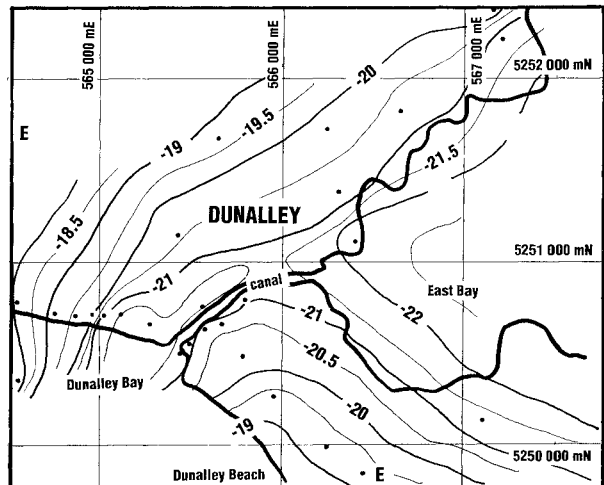 565 000 mE
566 000 mE
567 000 mE
5252 000 mN
-20
-19.5
E
-19
-21.5
-18.5
DUNALLEY
5251 000 mN
-21
canal
East Bay
-22
-21
-20.5
Dunalley Bay
-20
-19
5250 000 mN
Dunalley Beach
E